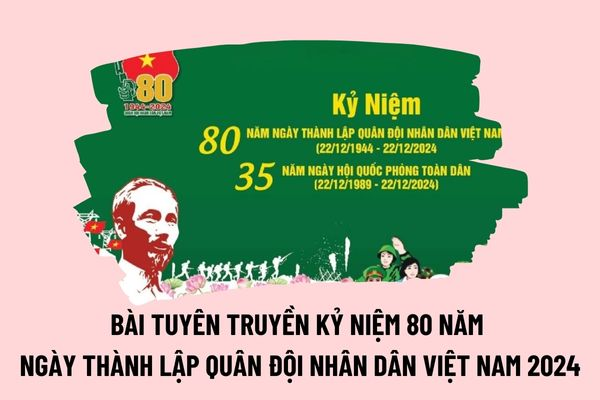 80
1944-2024
Kỷ Niệm
80 NĂM NGÀY THÀNH LẬP QUÂN ĐỘI NHÂN DÂN VIỆT NAM
(22/12/1944 - 22/12/2024
35 NĂM NGÀY HỘI QUỐC PHÒNG TOÀN DÂN
(22/12/1989 - 22/12/2024)
BÀI TUYÊN TRUYỀN KỶ NIỆM 80 NĂM
NGÀY THÀNH LẬP QUÂN ĐỘI NHÂN DÂN VIỆT NAM 2024